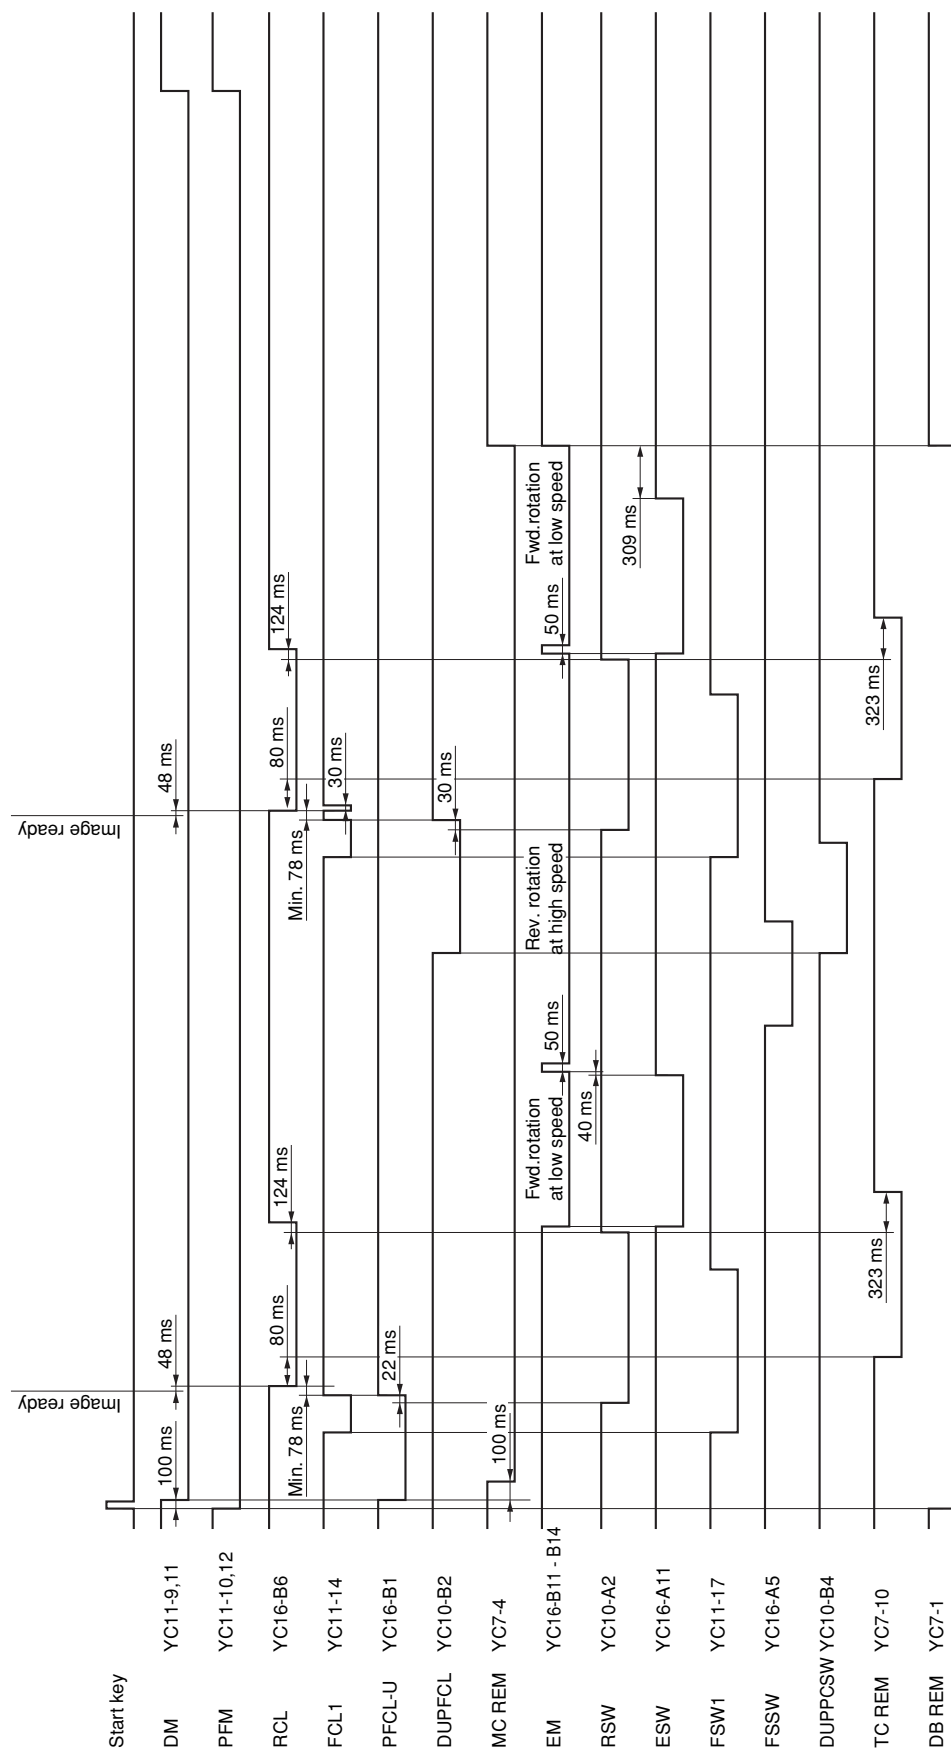 Start key
DM YC11-9,11
PFM YC11-10,12
RCL YC16-B6
FCL1 YC11-14
PFCL-U YC16-B1
DUPFCL YC10-B2
MC REM YC7-4
EM YC16-B11 - B14
RSW YC10-A2
ESW YC16-A11
FSW1 YC11-17
FSSW YC16-A5
DUPPCSW YC10-B4
TC REM YC7-10
DB REM YC7-1
Image ready
Image ready
100 ms
48 ms
48 ms
80 ms
124 ms
80 ms
124 ms
Min. 78 ms
Min. 78 ms
30 ms
22 ms
30 ms
100 ms
Fwd.rotation
at low speed
50 ms
Rev. rotation
at high speed
50 ms
Fwd.rotation
at low speed
40 ms
309 ms
323 ms
323 ms